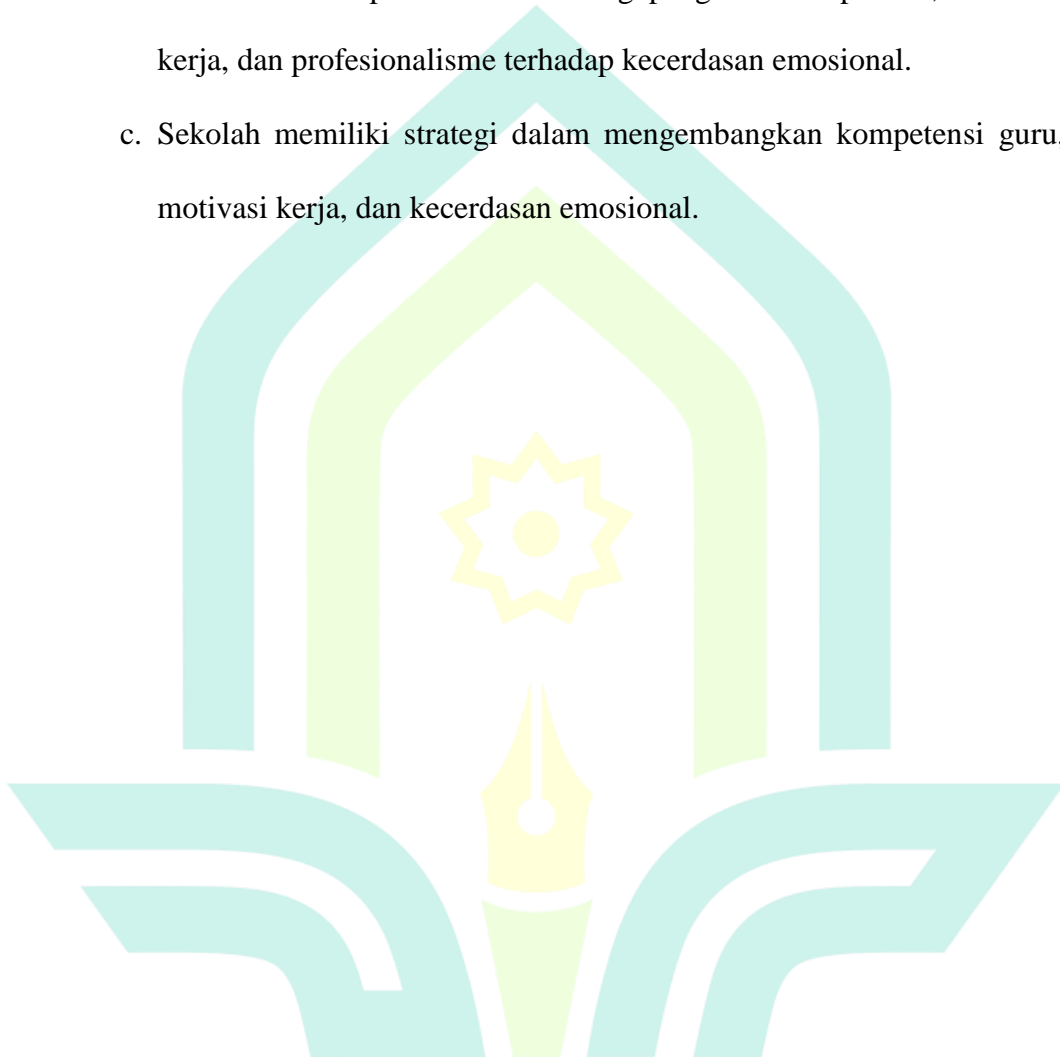 kerja, dan profesionalisme terhadap kecerdasan emosional.
c. Sekolah memiliki strategi dalam mengembangkan kompetensi guru,
motivasi kerja, dan kecerdasan emosional.